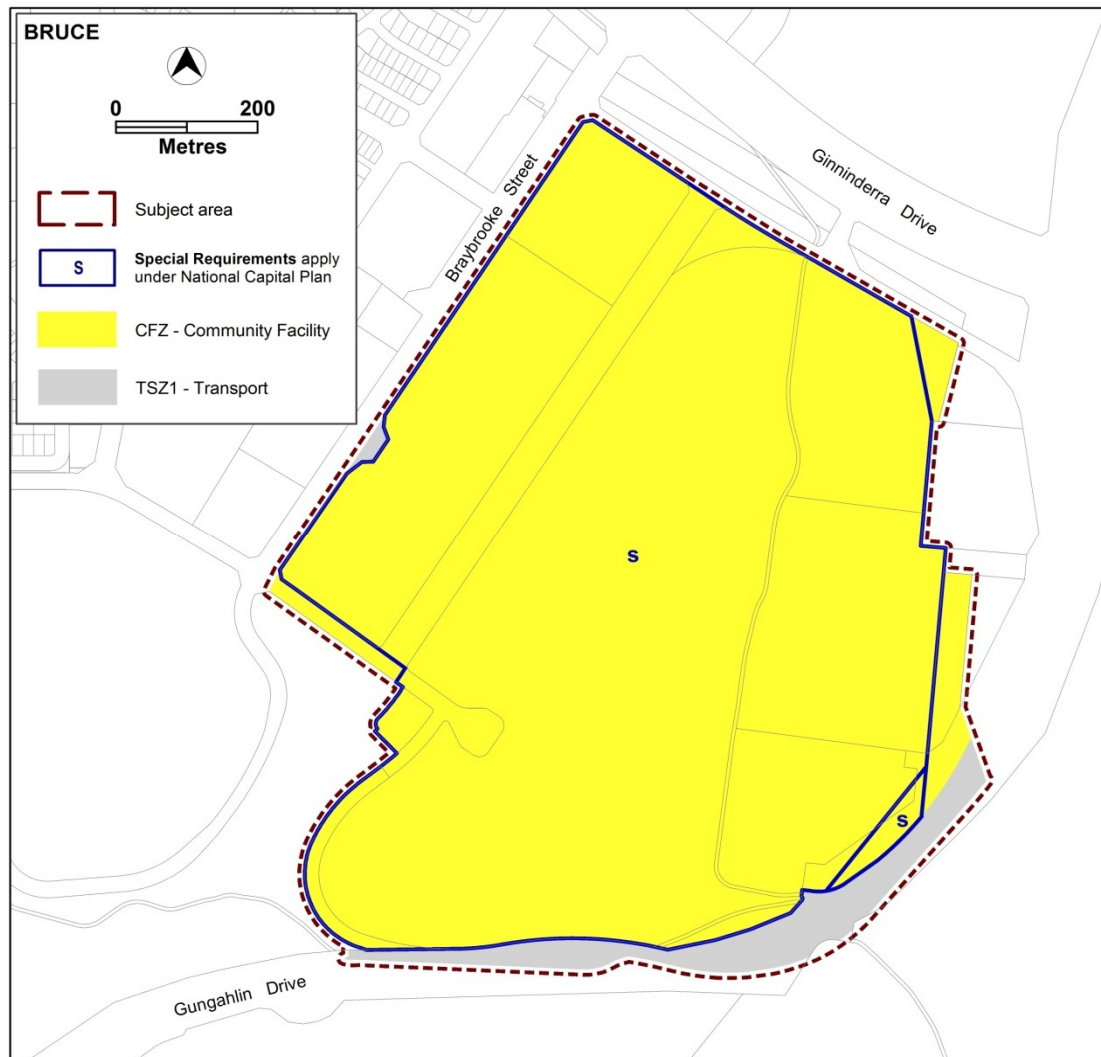 BRUCE
0 200
Metres
Subject area
S
Special Requirements apply
under National Capital Plan
CFZ - Community Facility
TSZ1 - Transport
Braybrooke Street
Ginninderra Drive
S
S
Gungahlin Drive